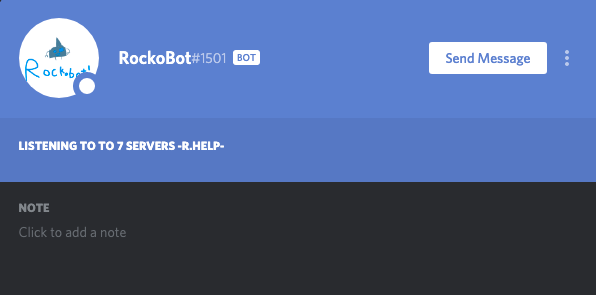 RockoBot#1501 BOT
Send Message
Rockobot!
LISTENING TO TO 7 SERVERS -R.HELP-
NOTE
Click to add a note